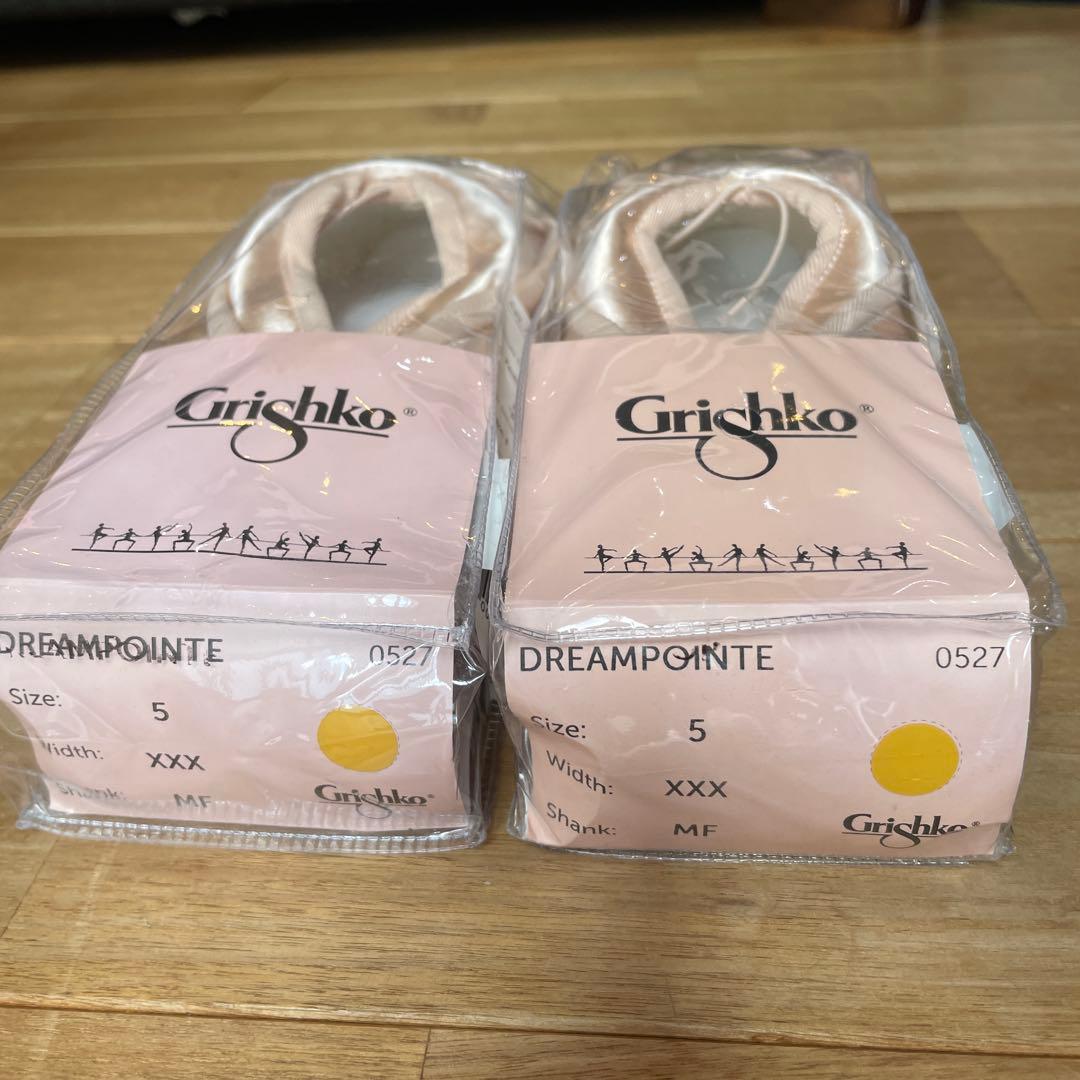 Grishko®
DREAMPOINTE 0527
Size: 5
Width: XXX
Shank: MF
Grishko®
Grishko®
DREAMPOINTE 0527
Size: 5
Width: XXX
Shank: MF
Grishko®